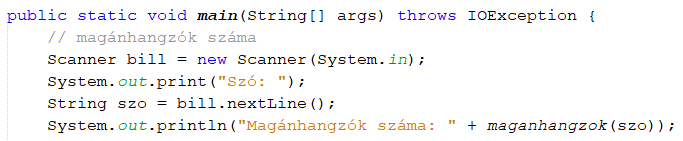 public static void main(String[] args) throws IOException {
// magánhangzók száma
Scanner bill = new Scanner(System.in);
System.out.print("Szó: ");
String szo = bill.nextLine();
System.out.println("Magánhangzók száma: " + maganhangzok(szo));